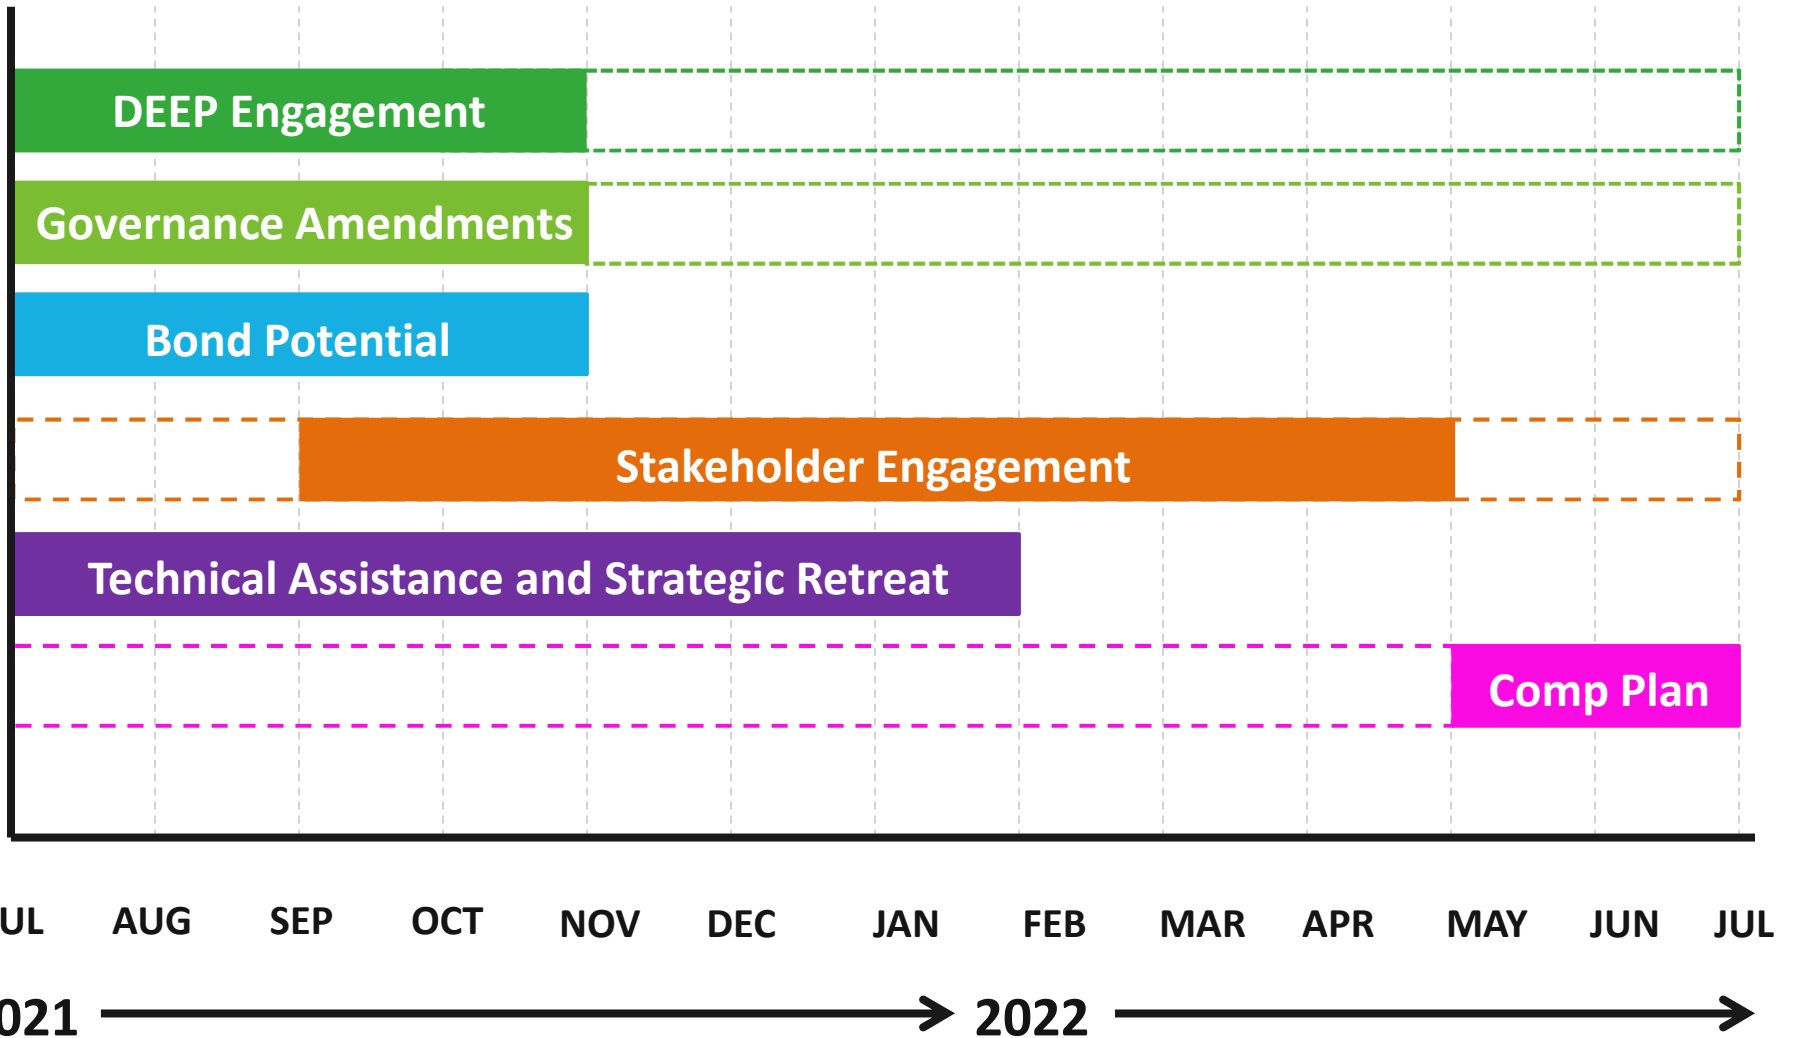 DEEP Engagement
Governance Amendments
Bond Potential
Stakeholder Engagement
Technical Assistance and Strategic Retreat
Comp Plan
UL AUG SEP OCT NOV DEC JAN FEB MAR APR MAY JUN JUL
021 2022